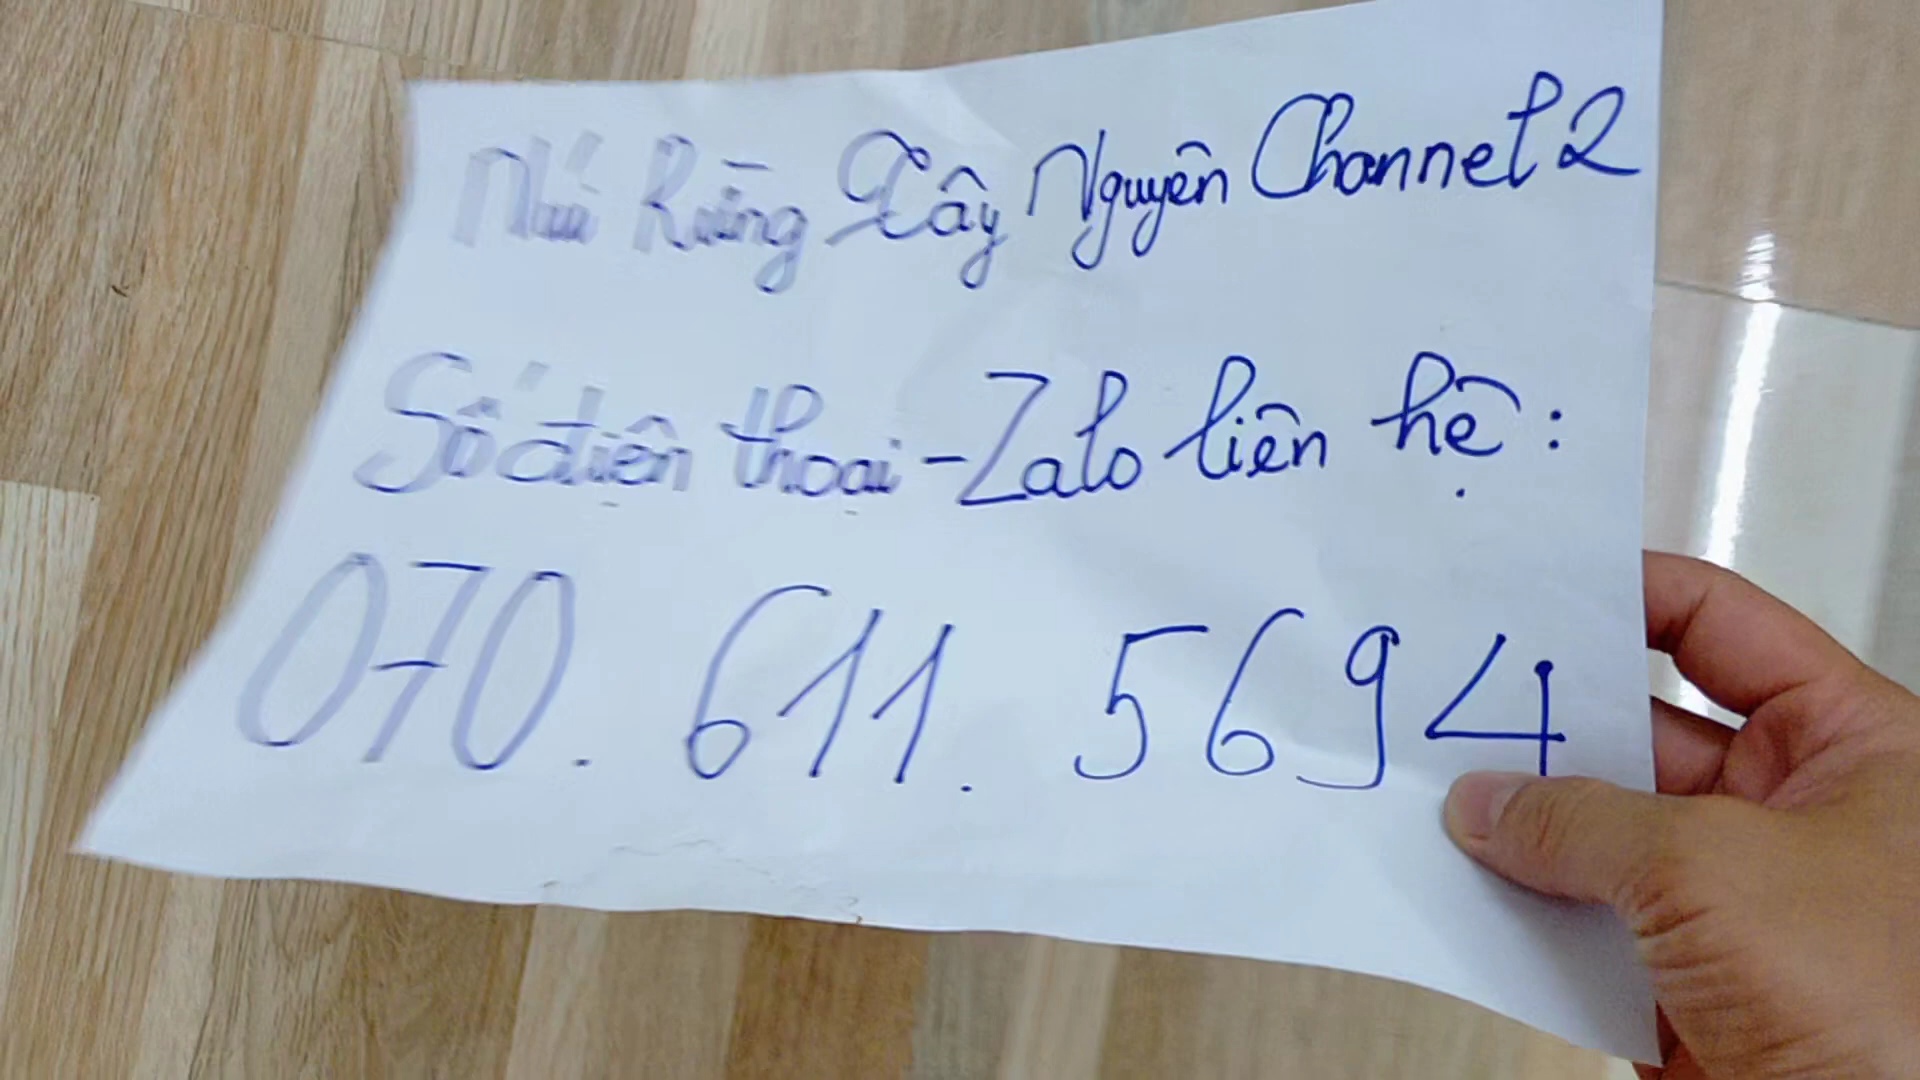 Núi Rừng Tây Nguyên Channel 2
Số điện thoại - Zalo liên hệ :
070. 611. 5694